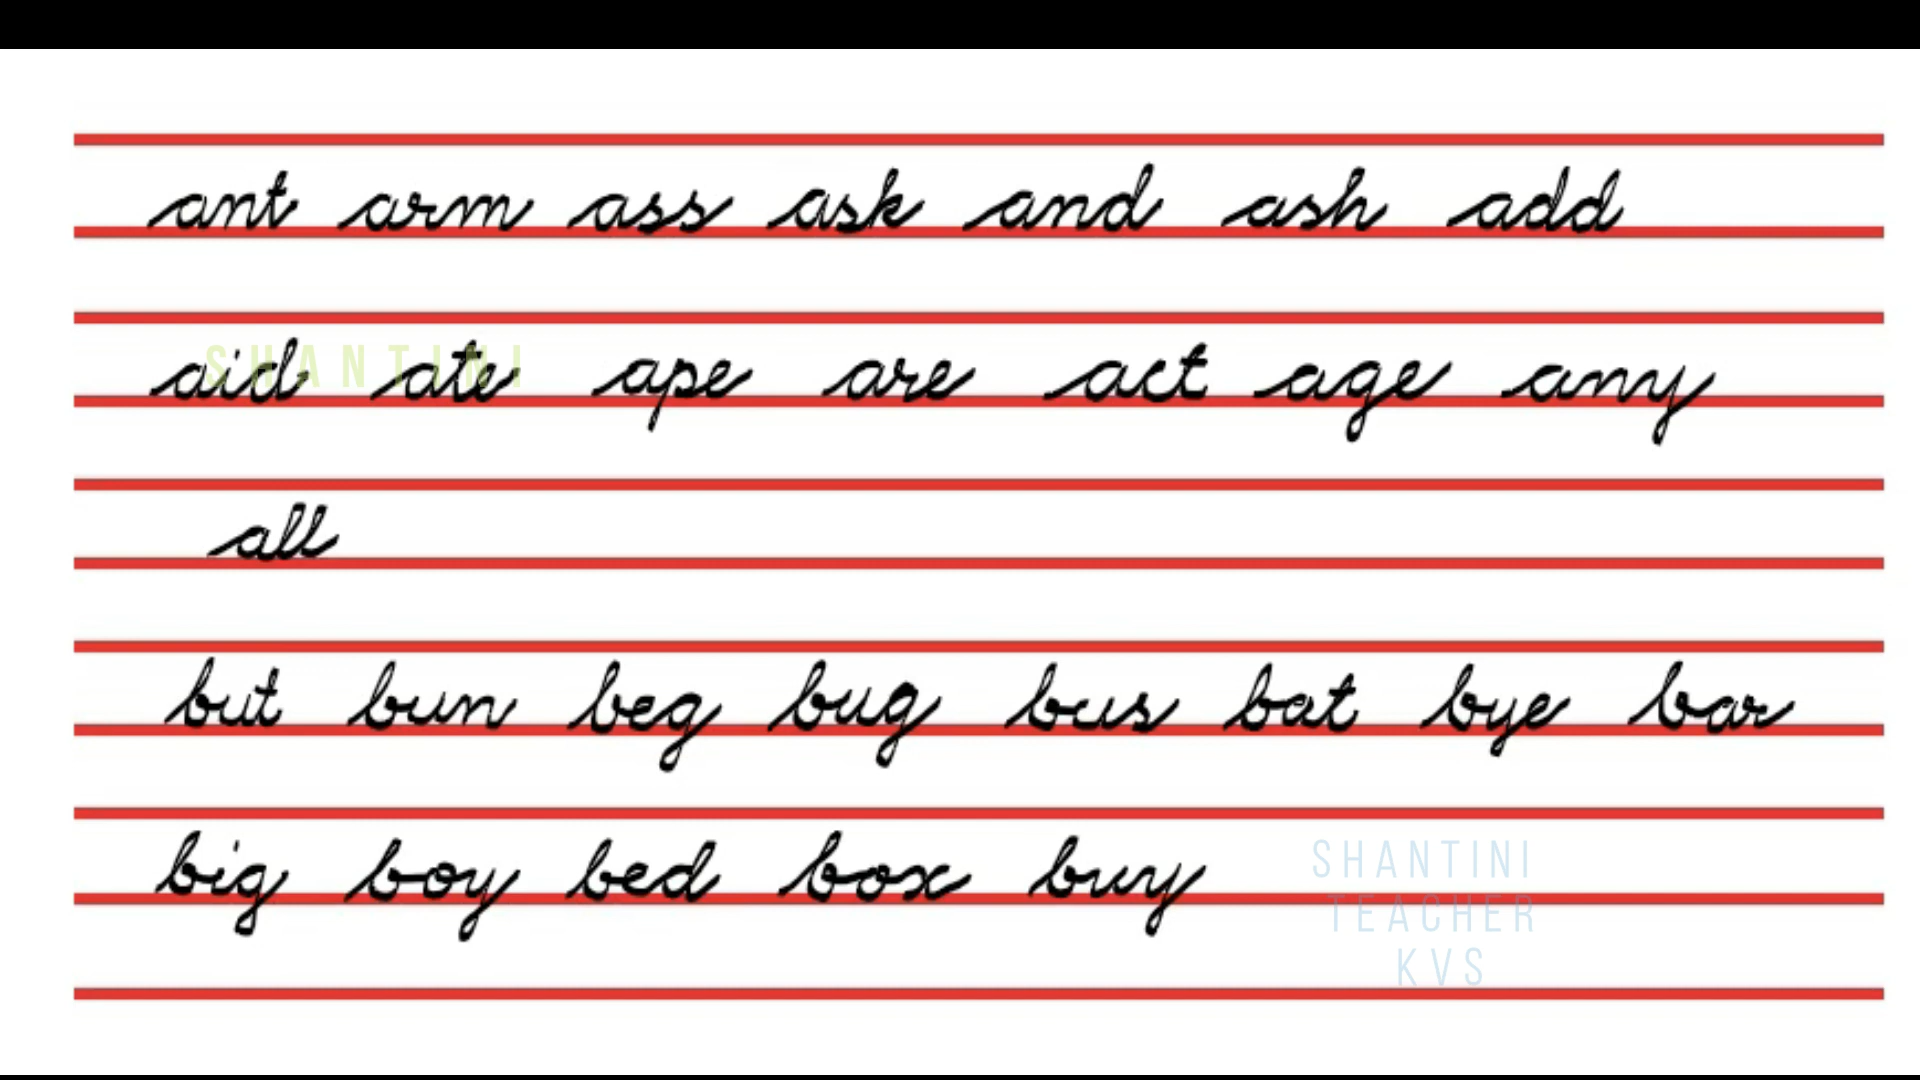 ant arm ass ask and ash add
SHANTINI
aid ate ape are act age any
all
but bun beg bug bus bat bye bar
big boy bed box buy
SHANTINI
TEACHER
KVS